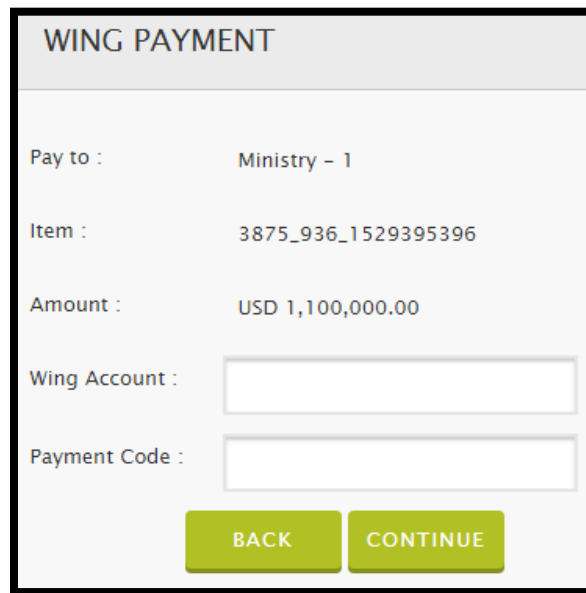 WING PAYMENT
Pay to : Ministry – 1
Item : 3875_936_1529395396
Amount : USD 1,100,000.00
Wing Account :
Payment Code :
BACK CONTINUE